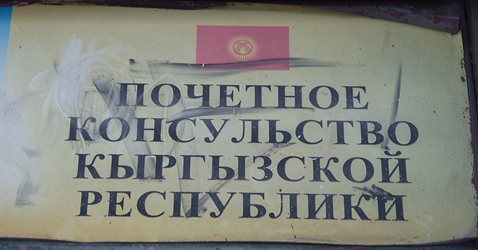 ПОЧЕТНОЕ
КОНСУЛЬСТВО
КЫРГЫЗСКОЙ
РЕСПУБЛИКИ